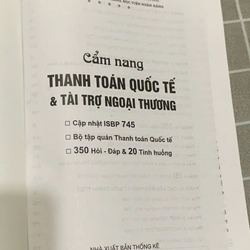 Cẩm nang
THANH TOÁN QUỐC TẾ
& TÀI TRỢ NGOẠI THƯƠNG
□ Cập nhật ISBP 745
□ Bộ tập quán Thanh toán Quốc tế
□ 350 Hỏi - Đáp & 20 Tình huống
NHÀ XUẤT BẢN THỐNG KÊ